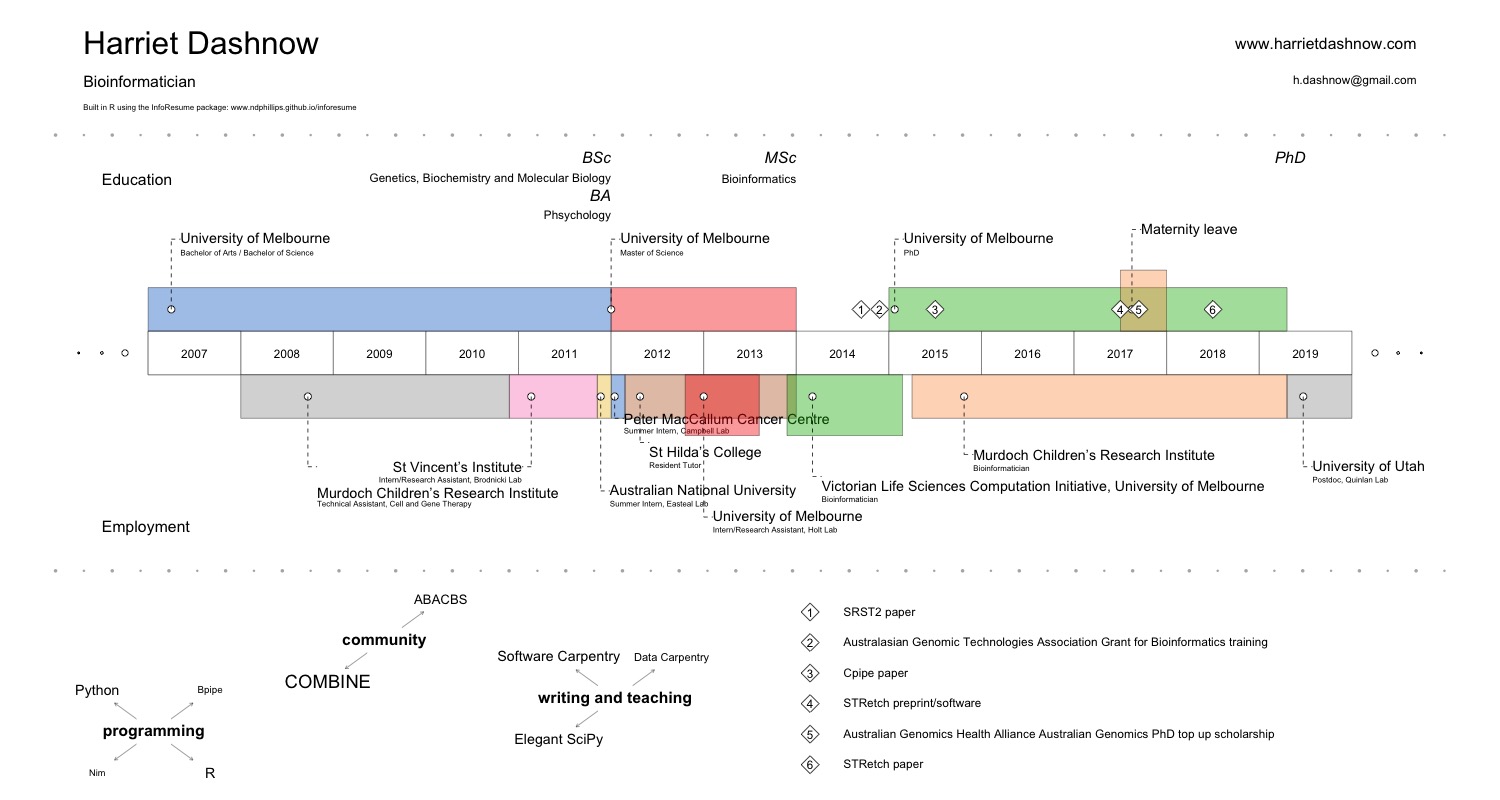 Harriet Dashnow
www.harrietdashnow.com
Bioinformatician
h.dashnow@gmail.com
Built in R using the InfoResume package: www.ndphillips.github.io/inforesume
Education
BSc
Genetics, Biochemistry and Molecular Biology
BA
Phsychology
MSc
Bioinformatics
PhD
University of Melbourne
Bachelor of Arts / Bachelor of Science
University of Melbourne
Master of Science
University of Melbourne
PhD
Maternity leave
1 2 3 4 5 6
2007 2008 2009 2010 2011 2012 2013 2014 2015 2016 2017 2018 2019
Peter MacCallum Cancer Centre
Summer Intern, Campbell Lab
St Hilda's College
Resident Tutor
St Vincent's Institute
Intern/Research Assistant, Brodnicki Lab
Murdoch Children's Research Institute
Technical Assistant, Cell and Gene Therapy
Australian National University
Summer Intern, Easteal Lab
University of Melbourne
Intern/Research Assistant, Holt Lab
Murdoch Children's Research Institute
Bioinformatician
Victorian Life Sciences Computation Initiative, University of Melbourne
Bioinformatician
University of Utah
Postdoc, Quinlan Lab
Employment
ABACBS
community
COMBINE
Software Carpentry
Data Carpentry
writing and teaching
Elegant SciPy
Python
Bpipe
programming
Nim
R
1 SRST2 paper
2 Australasian Genomic Technologies Association Grant for Bioinformatics training
3 Cpipe paper
4 STRetch preprint/software
5 Australian Genomics Health Alliance Australian Genomics PhD top up scholarship
6 STRetch paper